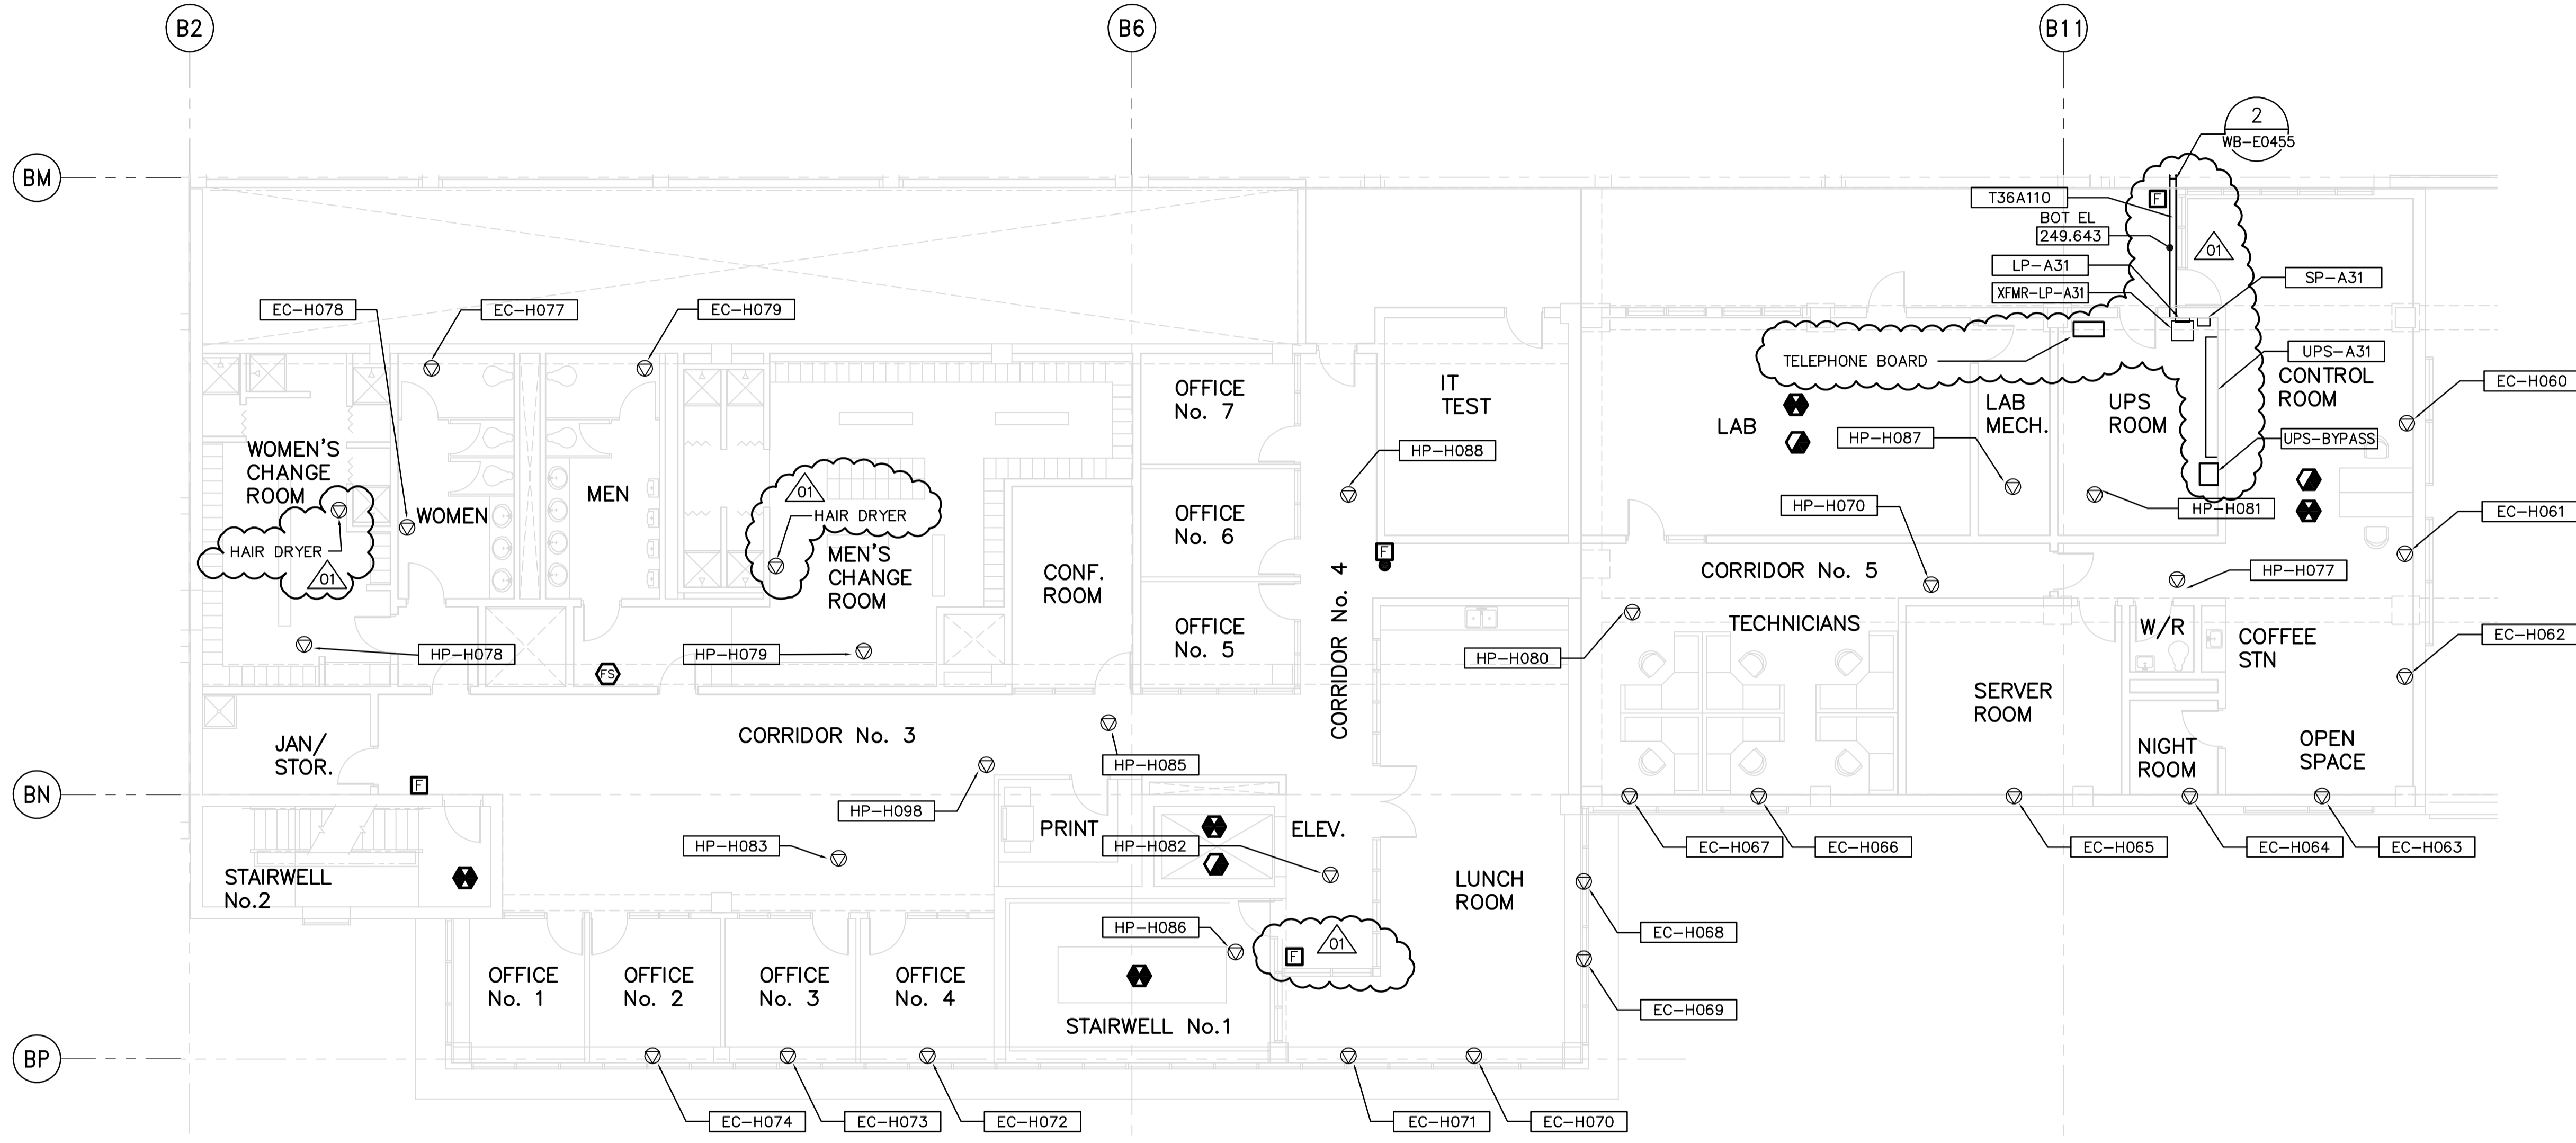 B2
B6
B11
2
WB-E0455
BM
T36A110
F
BOT EL
249.643
01
LP-A31
SP-A31
XFMR-LP-A31
EC-H078
EC-H077
EC-H079
TELEPHONE BOARD
UPS-A31
OFFICE
No. 7
IT
TEST
CONTROL
ROOM
EC-H060
LAB
LAB
MECH.
UPS
ROOM
HP-H087
UPS-BYPASS
HP-H088
WOMEN'S
CHANGE
ROOM
MEN
WOMEN
01
HAIR DRYER
HP-H070
HP-H081
EC-H061
OFFICE
No. 6
HAIR DRYER
01
MEN'S
CHANGE
ROOM
CONF.
ROOM
F
CORRIDOR No. 5
HP-H077
OFFICE
No. 5
CORRIDOR No. 4
TECHNICIANS
W/R
COFFEE
STN
EC-H062
HP-H078
HP-H079
HP-H080
FS
SERVER
ROOM
CORRIDOR No. 3
JAN/
STOR.
NIGHT
ROOM
OPEN
SPACE
HP-H085
F
BN
HP-H098
PRINT
ELEV.
HP-H083
HP-H082
EC-H067
EC-H066
EC-H065
EC-H064
EC-H063
STAIRWELL
No.2
LUNCH
ROOM
HP-H086
F
01
EC-H068
OFFICE
No. 1
OFFICE
No. 2
OFFICE
No. 3
OFFICE
No. 4
STAIRWELL No.1
EC-H069
BP
EC-H074
EC-H073
EC-H072
EC-H071
EC-H070